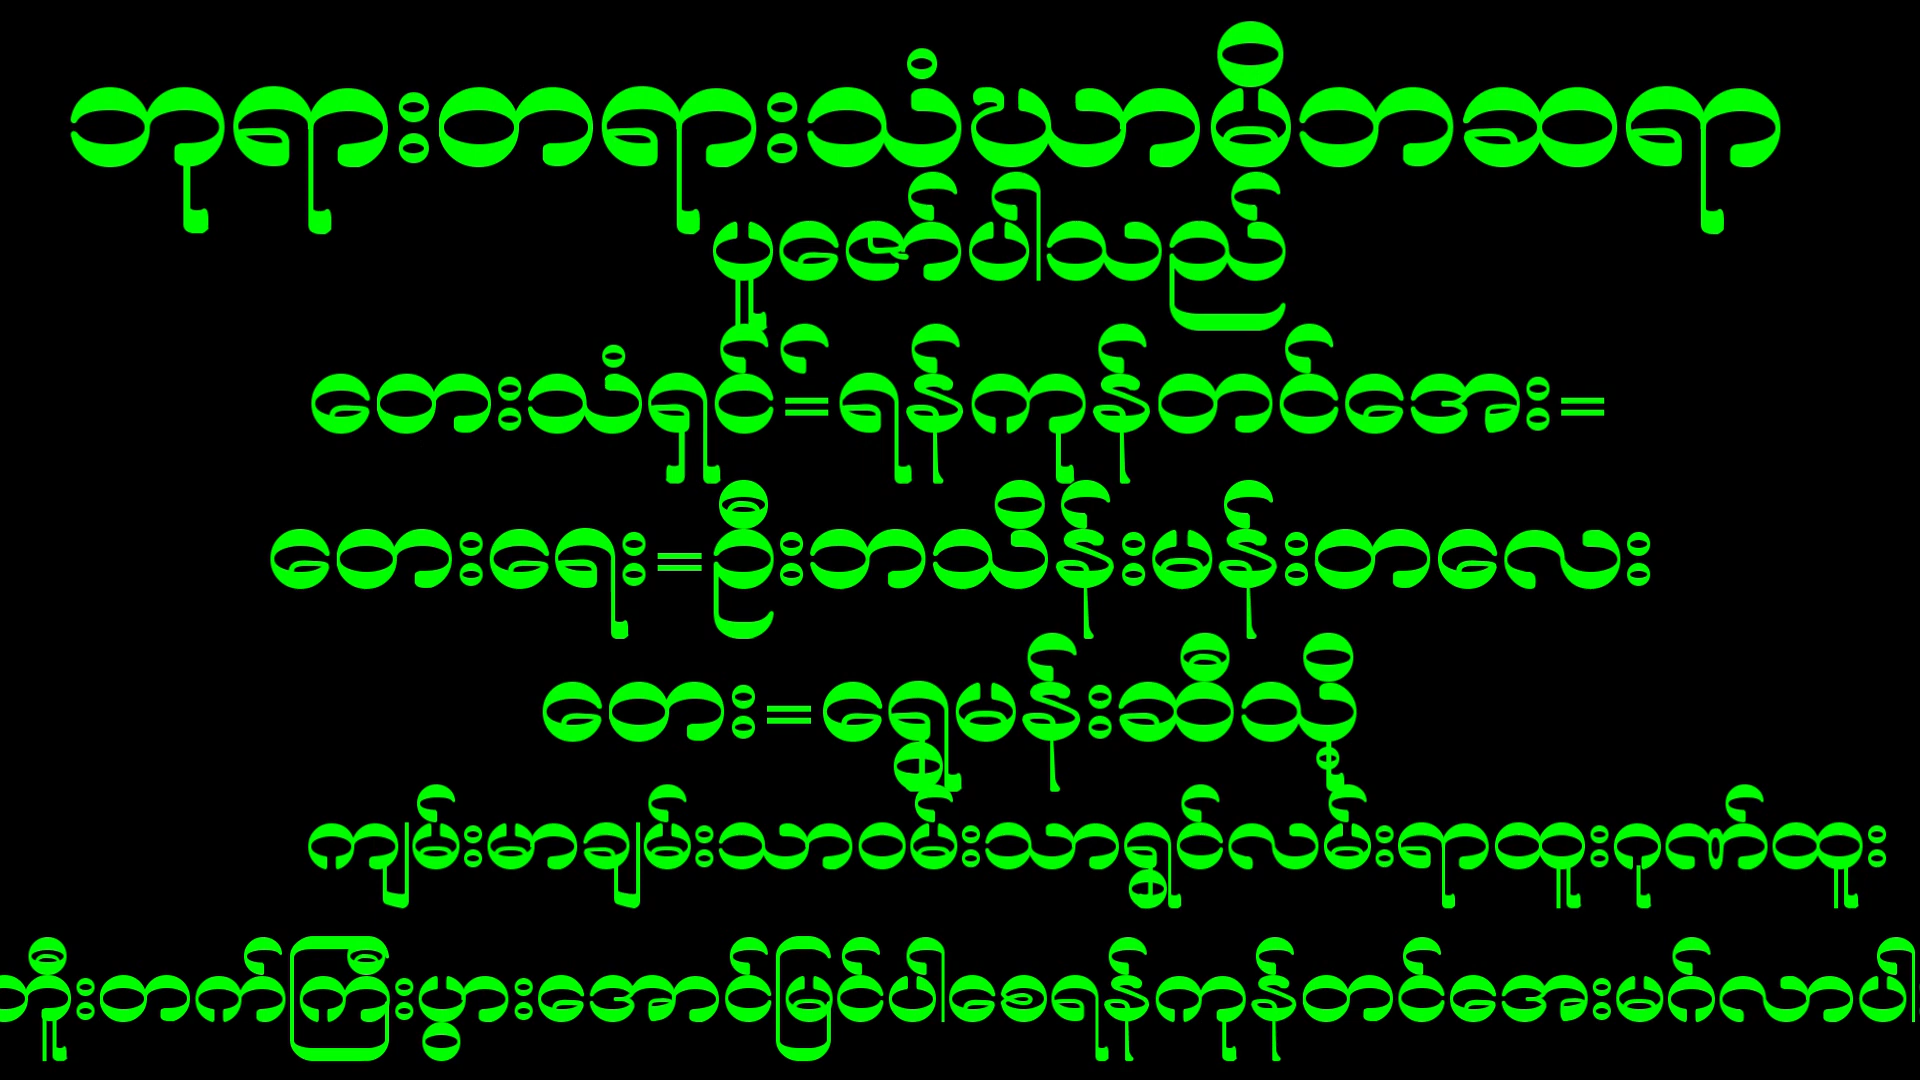 ဘုရားတရားသံဃာမိဘဆရာ
ပူဇော်ပါသည်
တေးသံရှင််=ရန်ကုန်တင်အေး=
တေးရေး=ဦးဘသိန်းမန်းတလေး
တေး=ရွှေမန်းဆီသို့
ကျမ်းမာချမ်းသာဝမ်းသာရွှင်လမ်းရာထူးဂုဏ်ထူး
တီူးတက်ကြီးပွားအောင်မြင်ပါစေရန်ကုန်တင်အေးမဂ်လာပါ